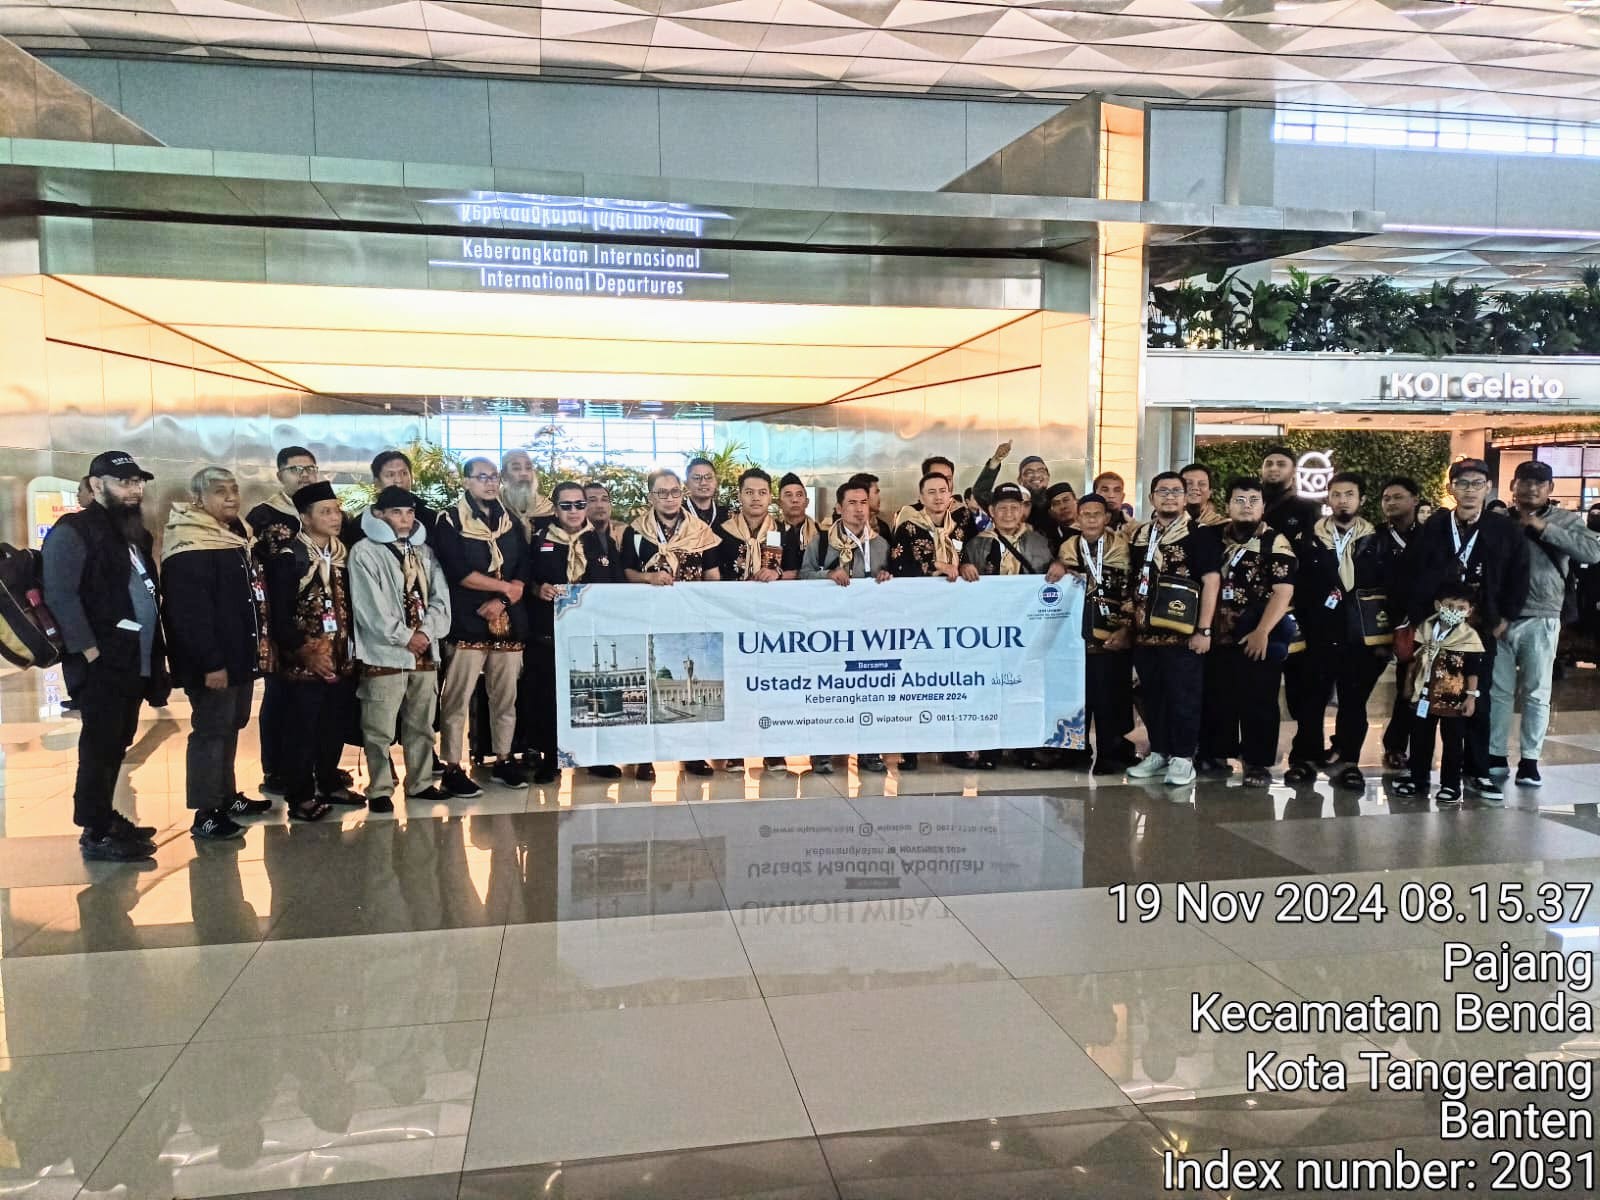 Keberangkatan Internasional
International Departures
KOI Gelato
UMROH WIPA TOUR
Bersama
Ustadz Maududi Abdullah حفظه الله
Keberangkatan 19 NOVEMBER 2024
www.wipatour.co.id wipatour 0811-1770-1620
19 Nov 2024 08.15.37
Pajang
Kecamatan Benda
Kota Tangerang
Banten
Index number: 2031